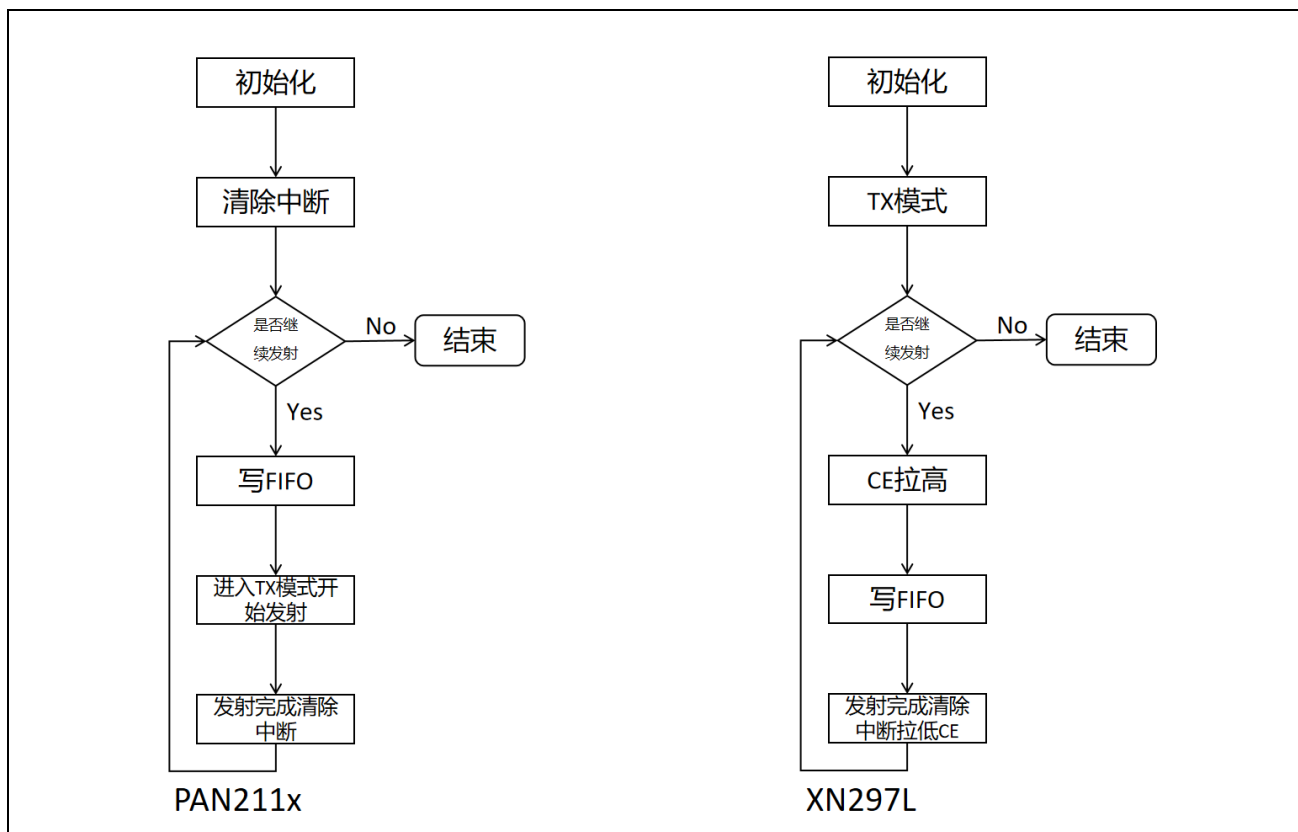 初始化
清除中断
是否继
续发射
No
结束
Yes
写FIFO
进入TX模式开
始发射
发射完成清除
中断
PAN211x
初始化
TX模式
是否继
续发射
No
结束
Yes
CE拉高
写FIFO
发射完成清除
中断拉低CE
XN297L